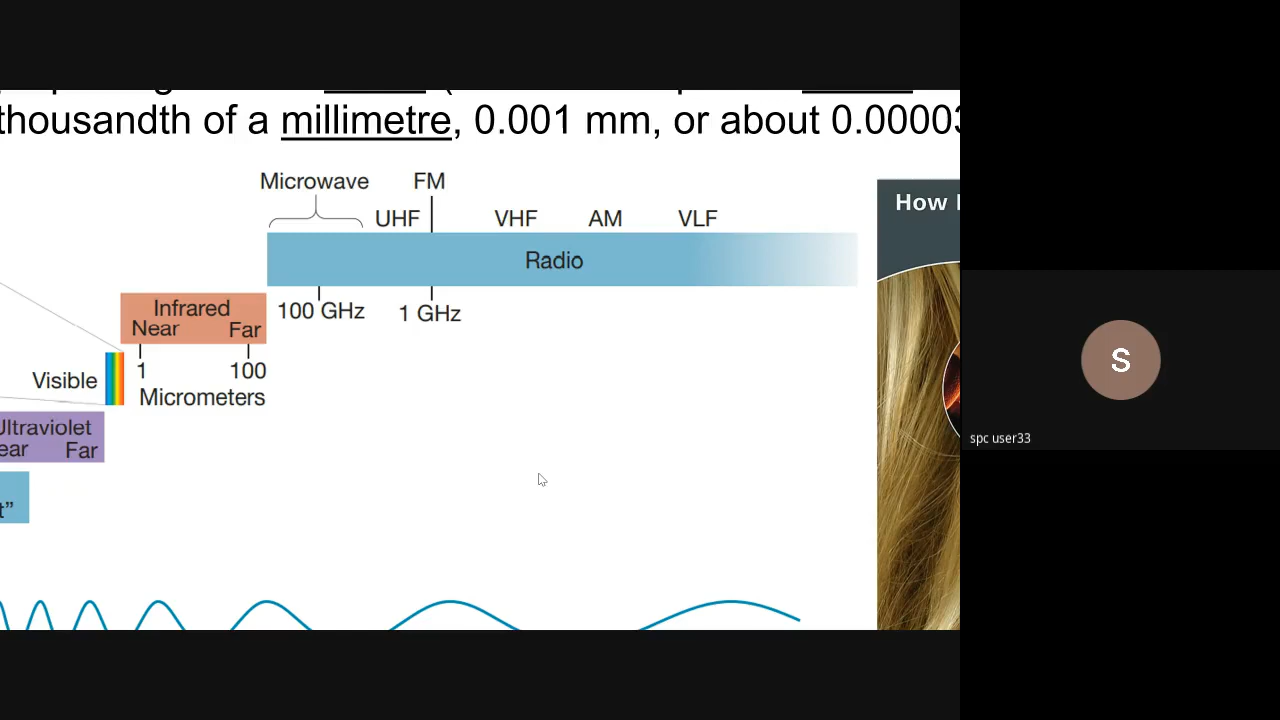 thousandth of a millimetre, 0.001 mm, or about 0.00003
Microwave FM
UHF VHF AM VLF
How
Radio
Infrared
Near Far
100 GHz 1 GHz
1 100
Visible
Micrometers
Ultraviolet
ear Far
t”
S
spc user33